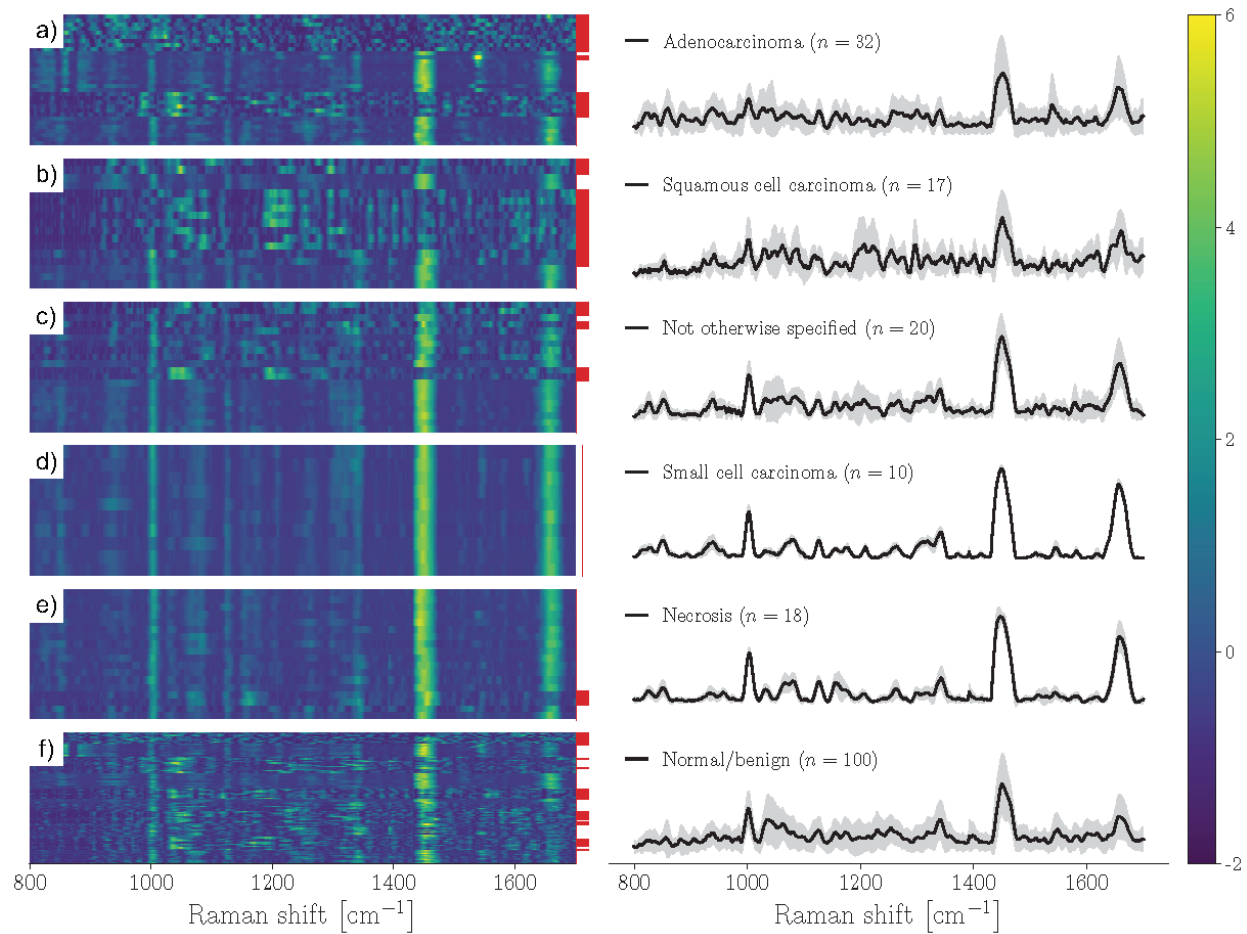 a)
Adenocarcinoma (n = 32)
b)
Squamous cell carcinoma (n = 17)
c)
Not otherwise specified (n = 20)
d)
Small cell carcinoma (n = 10)
e)
Necrosis (n = 18)
f)
Normal/benign (n = 100)
800 1000 1200 1400 1600
Raman shift [cm⁻¹]
800 1000 1200 1400 1600
Raman shift [cm⁻¹]
6
4
2
0
-2